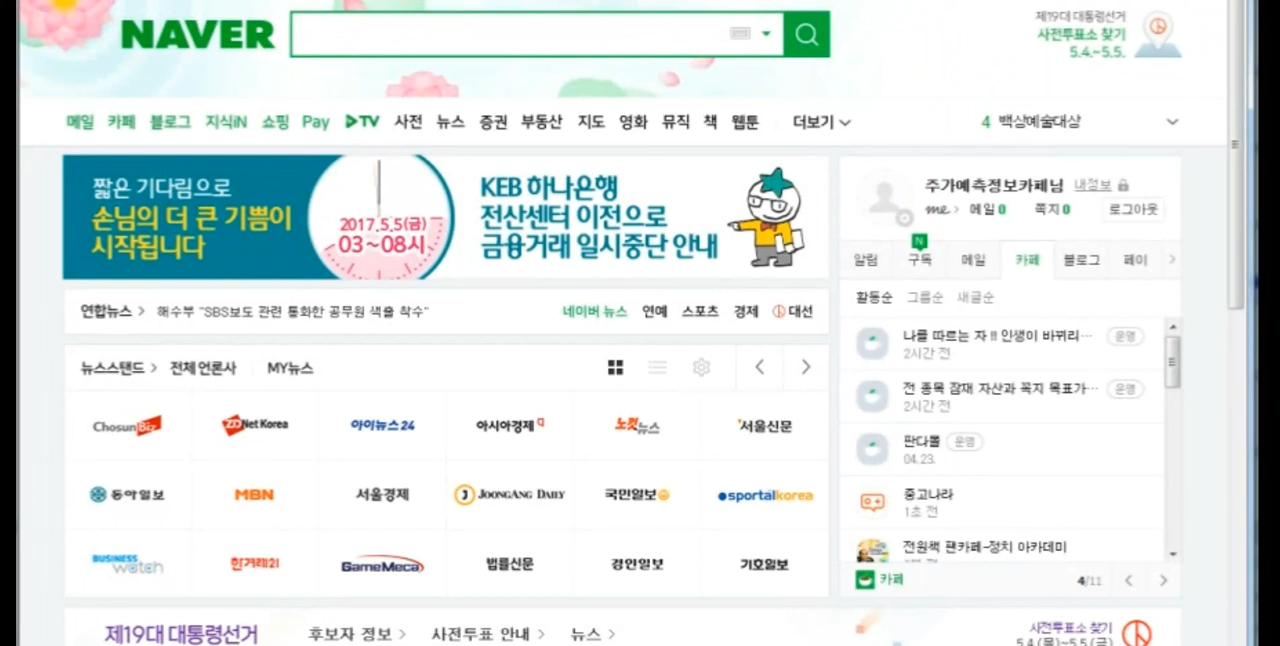 NAVER
제19대 대통령선거
사전투표소 찾기
5.4.~5.5.
메일 카페 블로그 지식iN 쇼핑 Pay TV 사전 뉴스 증권 부동산 지도 영화 뮤직 책 웹툰 더보기
4 백상예술대상
짧은 기다림으로
손님의 더 큰 기쁨이
시작됩니다
2017.5.5(금)
03~08시
KEB 하나은행
전산센터 이전으로
금융거래 일시중단 안내
주가예측정보카페님 내정보
me 메일 0 쪽지 0 로그아웃
N
알림 구독 메일 카페 블로그 페이
활동순 그룹순 새글순
나를 따르는 자 !! 인생이 바뀌리… 운영
2시간 전
전 종목 잠재 자산과 꼭지 목표가… 운영
2시간 전
판다몰 운영
04.23.
중고나라
1초 전
전원책 팬카페-정치 아카데미
카페 4/11
연합뉴스 > 해수부 "SBS보도 관련 통화한 공무원 색출 착수"
네이버 뉴스 연예 스포츠 경제 대선
뉴스스탠드 > 전체 언론사 MY뉴스
ChosunBiz ZDNet Korea 아이뉴스24 아시아경제 노컷뉴스 서울신문
동아일보 MBN 서울경제 JOONGANG DAILY 국민일보 sportalkorea
BUSINESS watch 한겨레21 GameMeca 법률신문 경인일보 기호일보
제19대 대통령선거 후보자 정보 > 사전투표 안내 > 뉴스 >
사전투표소 찾기
5.4(목)~5.5(금)